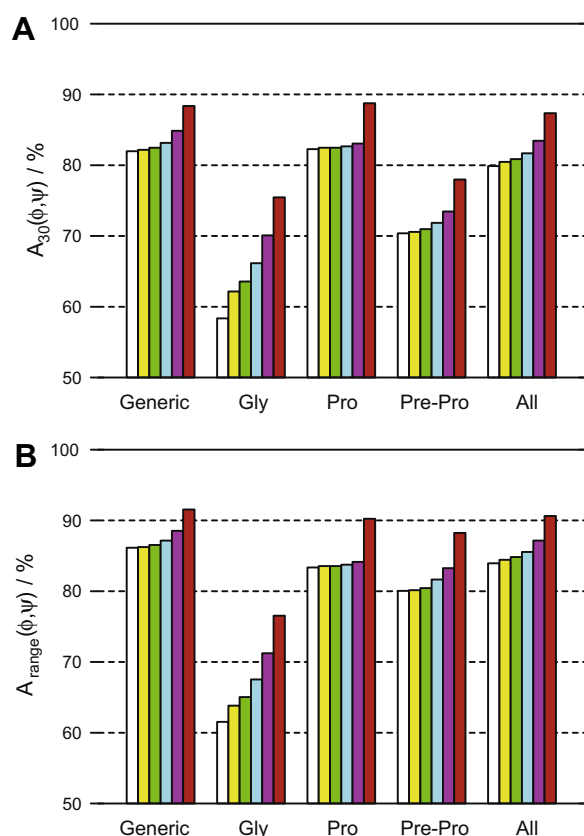 A
100
90
80
70
60
50
A30(ϕ,ψ) / %
Generic Gly Pro Pre-Pro All
B
100
90
80
70
60
50
Arange(ϕ,ψ) / %
Generic Gly Pro Pre-Pro All